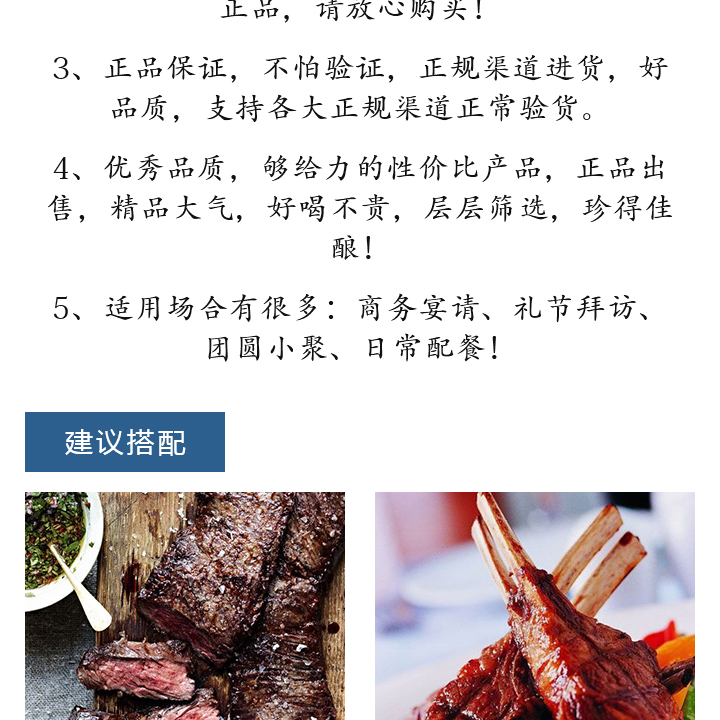 正品，请放心购买！
3、正品保证，不怕验证，正规渠道进货，好
品质，支持各大正规渠道正常验货。
4、优秀品质，够给力的性价比产品，正品出
售，精品大气，好喝不贵，层层筛选，珍得佳
酿！
5、适用场合有很多：商务宴请、礼节拜访、
团圆小聚、日常配餐！
建议搭配